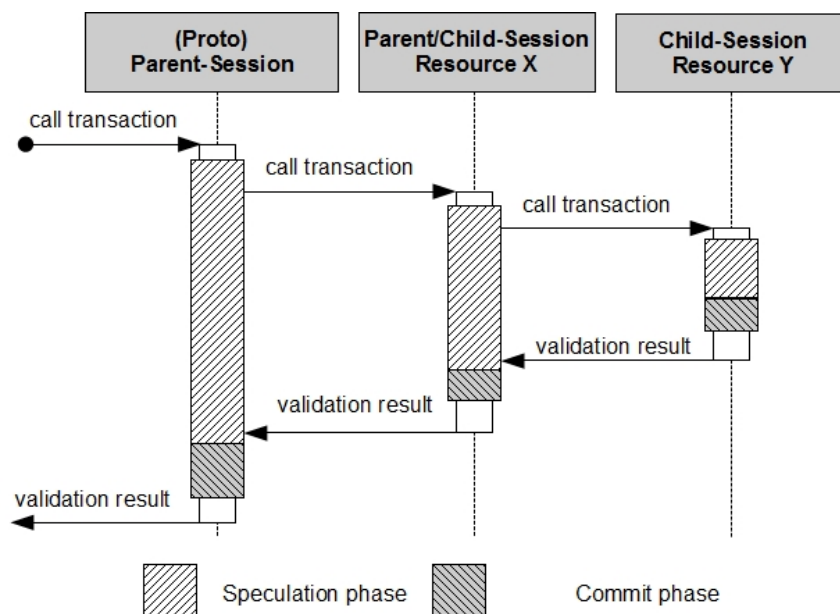 (Proto)
Parent-Session
Parent/Child-Session
Resource X
Child-Session
Resource Y
call transaction
call transaction
call transaction
validation result
validation result
validation result
Speculation phase
Commit phase